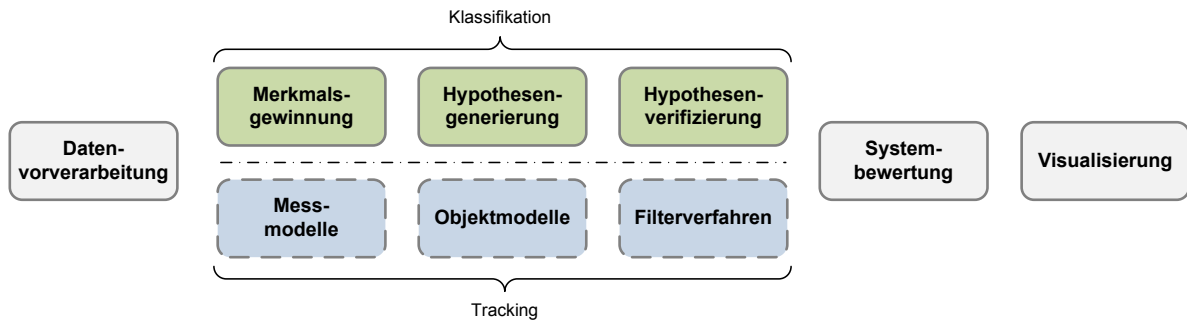 Klassifikation
Merkmals-
gewinnung
Hypothesen-
generierung
Hypothesen-
verifizierung
Daten-
vorverarbeitung
System-
bewertung
Visualisierung
Mess-
modelle
Objektmodelle
Filterverfahren
Tracking